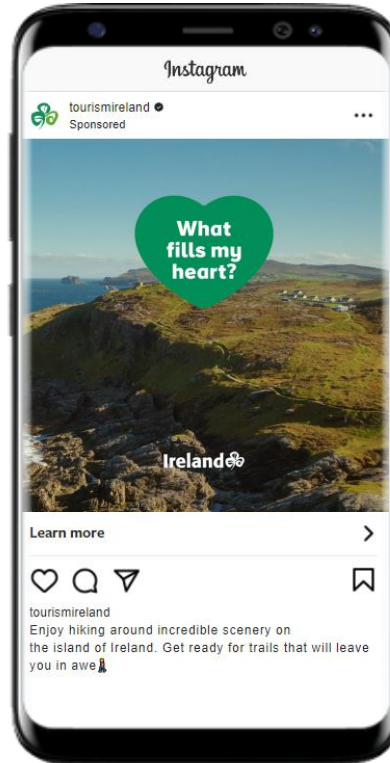 Instagram
tourismireland
Sponsored
What
fills my
heart?
Ireland
Learn more
tourismireland
Enjoy hiking around incredible scenery on
the island of Ireland. Get ready for trails that will leave
you in awe